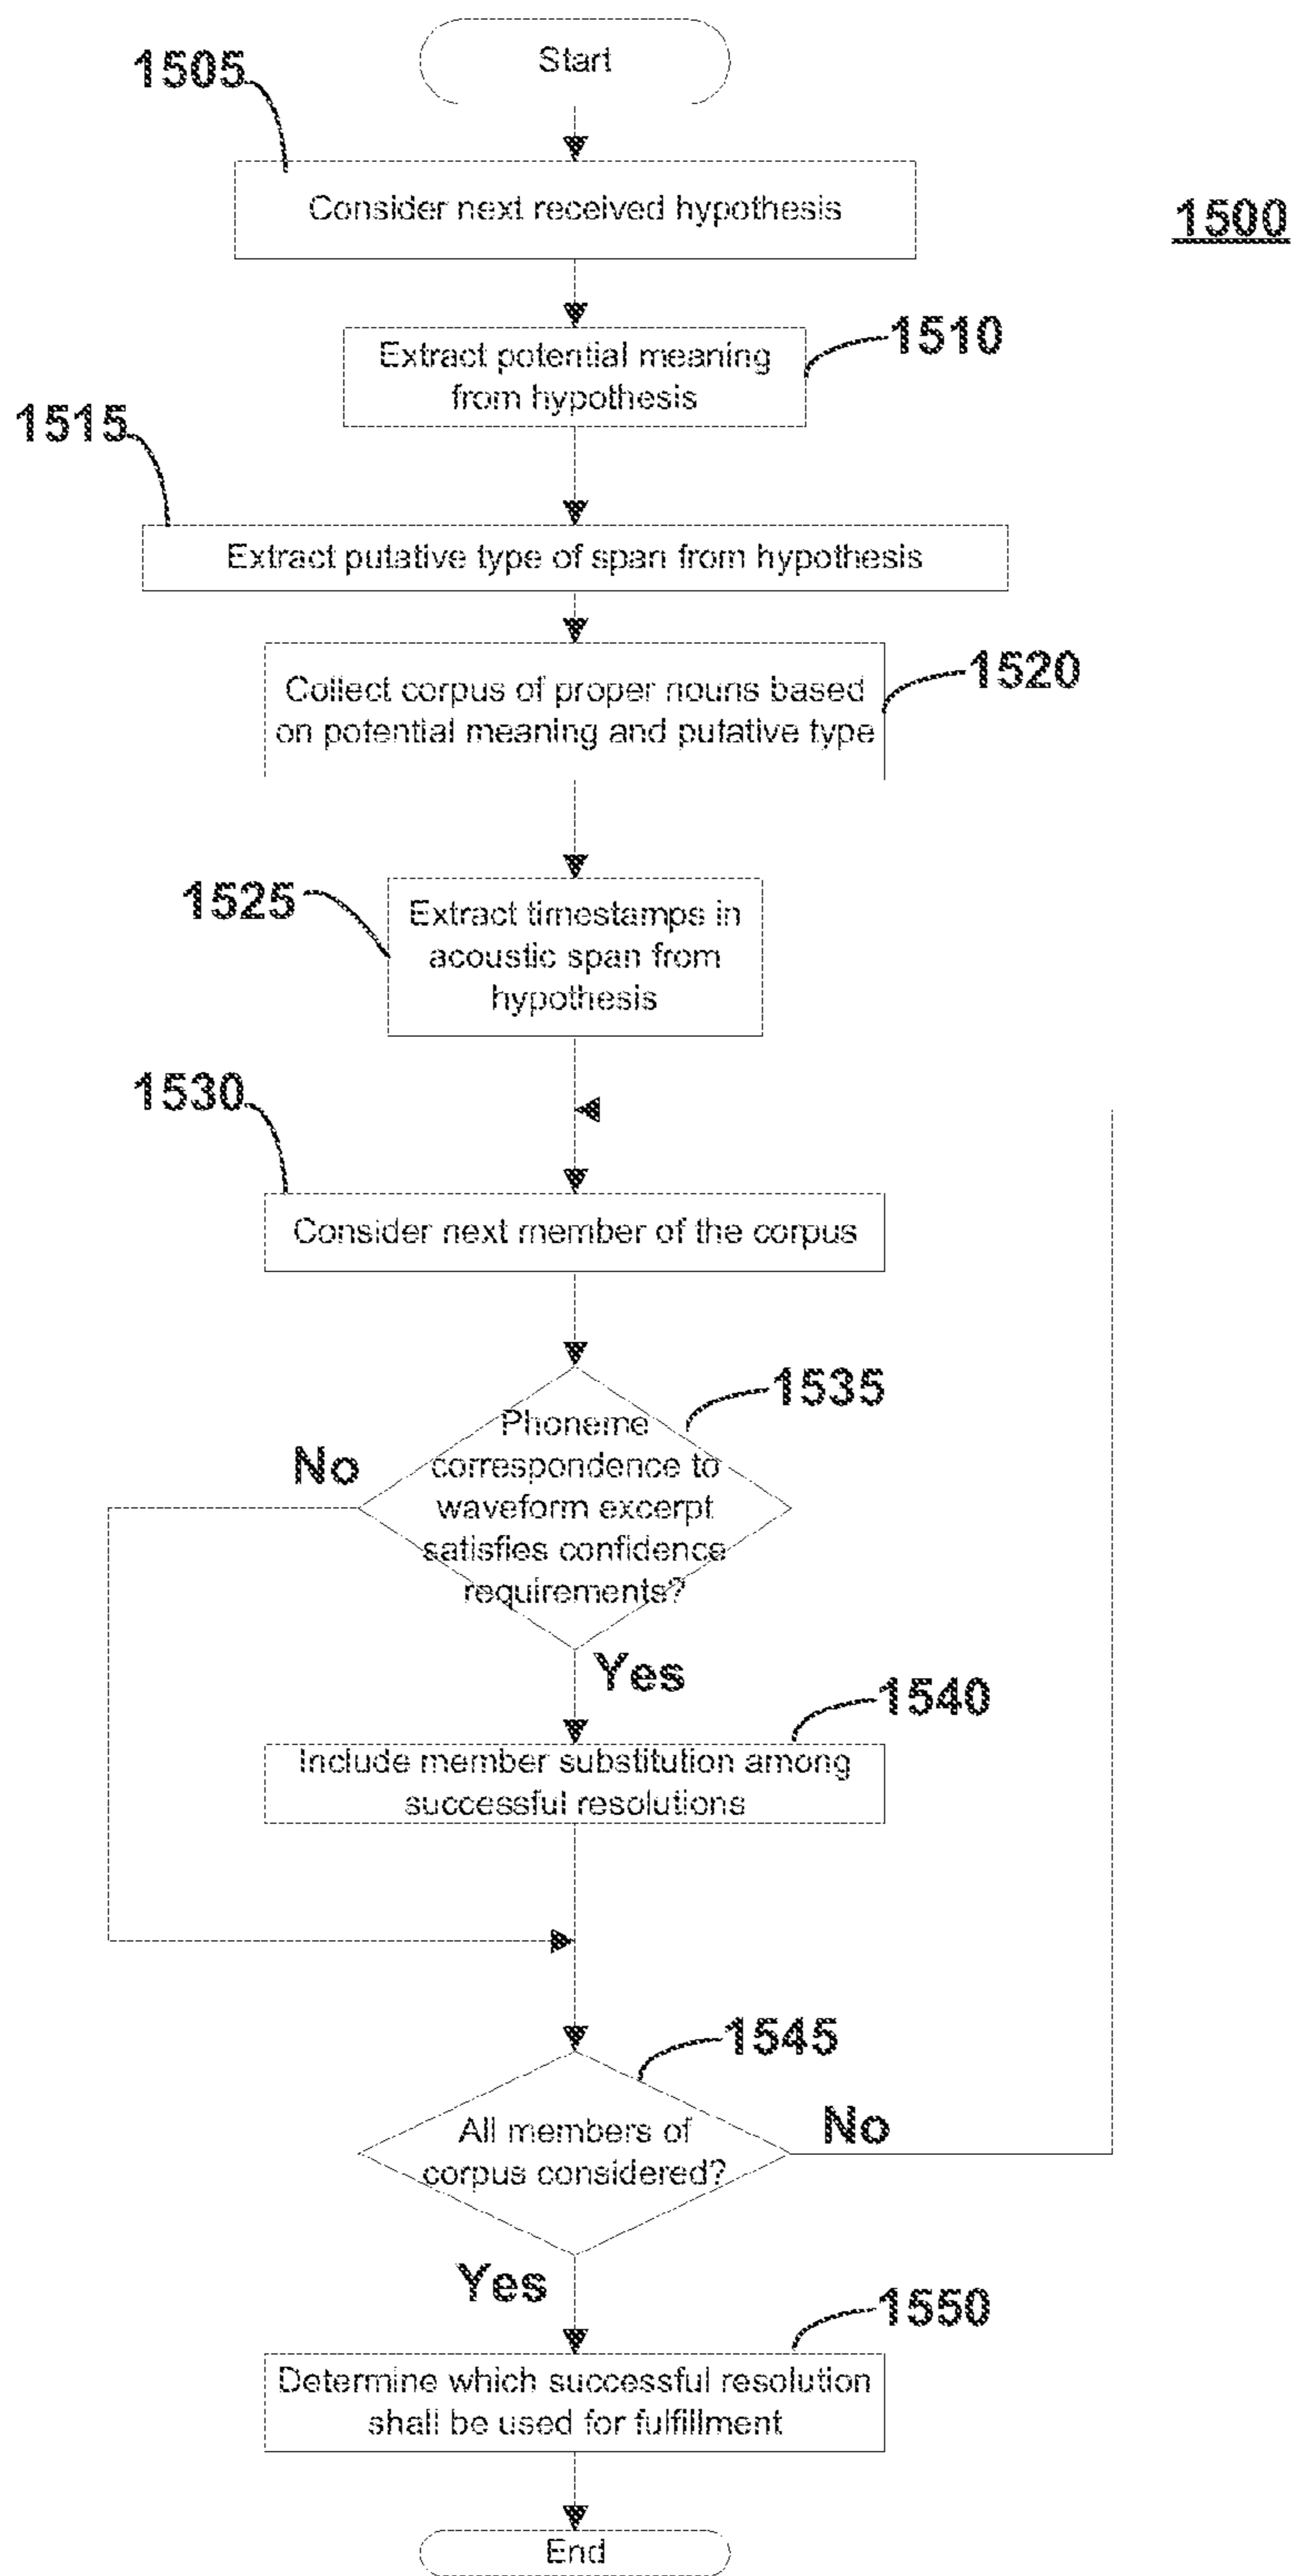 Start
1505
Consider next received hypothesis
1500
Extract potential meaning
from hypothesis
1510
1515
Extract putative type of span from hypothesis
Collect corpus of proper nouns based
on potential meaning and putative type
1520
1525
Extract timestamps in
acoustic span from
hypothesis
1530
Consider next member of the corpus
1535
Phoneme
correspondence to
waveform excerpt
satisfies confidence
requirements?
No
Yes
1540
Include member substitution among
successful resolutions
1545
All members of
corpus considered?
No
Yes
1550
Determine which successful resolution
shall be used for fulfillment
End